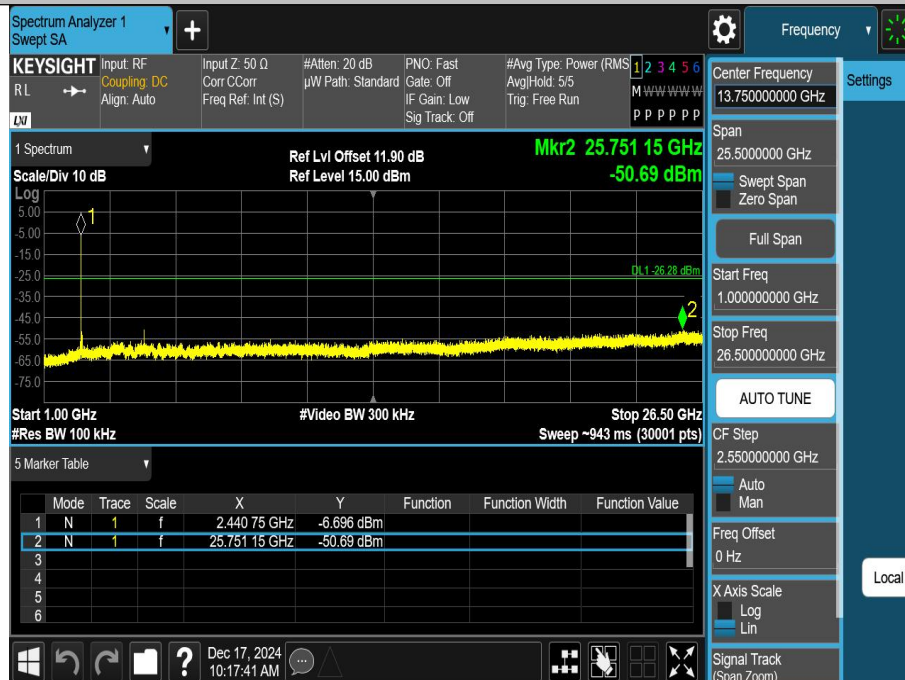 Spectrum Analyzer 1
Swept SA
Frequency
KEYSIGHT
RL
LXI
Input: RF
Coupling: DC
Align: Auto
Input Z: 50 Ω
Corr CCorr
Freq Ref: Int (S)
#Atten: 20 dB
µW Path: Standard
PNO: Fast
Gate: Off
IF Gain: Low
Sig Track: Off
#Avg Type: Power (RMS
Avg|Hold: 5/5
Trig: Free Run
1 2 3 4 5 6
M W W W W W
P P P P P P
1 Spectrum
Scale/Div 10 dB
Ref Lvl Offset 11.90 dB
Ref Level 15.00 dBm
Mkr2 25.751 15 GHz
-50.69 dBm
Log
5.00
-5.00
-15.0
-25.0
-35.0
-45.0
-55.0
-65.0
-75.0
1
DL1 -26.28 dBm
2
Start 1.00 GHz
#Video BW 300 kHz
Stop 26.50 GHz
#Res BW 100 kHz
Sweep ~943 ms (30001 pts)
5 Marker Table
Mode Trace Scale X Y Function Function Width Function Value
1 N 1 f 2.440 75 GHz -6.696 dBm
2 N 1 f 25.751 15 GHz -50.69 dBm
3
4
5
6
Dec 17, 2024
10:17:41 AM
?
Center Frequency
13.750000000 GHz
Settings
Span
25.5000000 GHz
Swept Span
Zero Span
Full Span
Start Freq
1.000000000 GHz
Stop Freq
26.500000000 GHz
AUTO TUNE
CF Step
2.550000000 GHz
Auto
Man
Freq Offset
0 Hz
Local
X Axis Scale
Log
Lin
Signal Track
(Span Zoom)